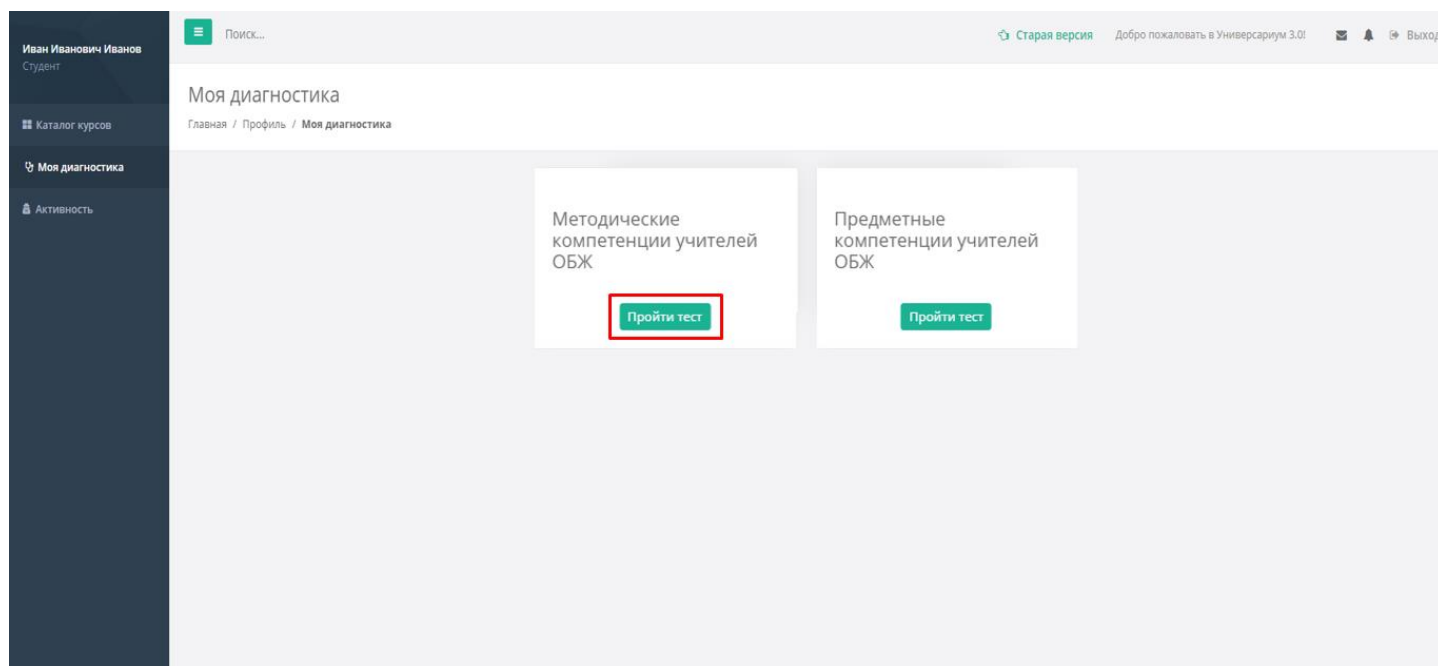 Иван Иванович Иванов
Студент
Каталог курсов
Моя диагностика
Активность
Поиск...
Старая версия
Добро пожаловать в Универсариум 3.0!
Выход
Моя диагностика
Главная / Профиль / Моя диагностика
Методические
компетенции учителей
ОБЖ
Пройти тест
Предметные
компетенции учителей
ОБЖ
Пройти тест